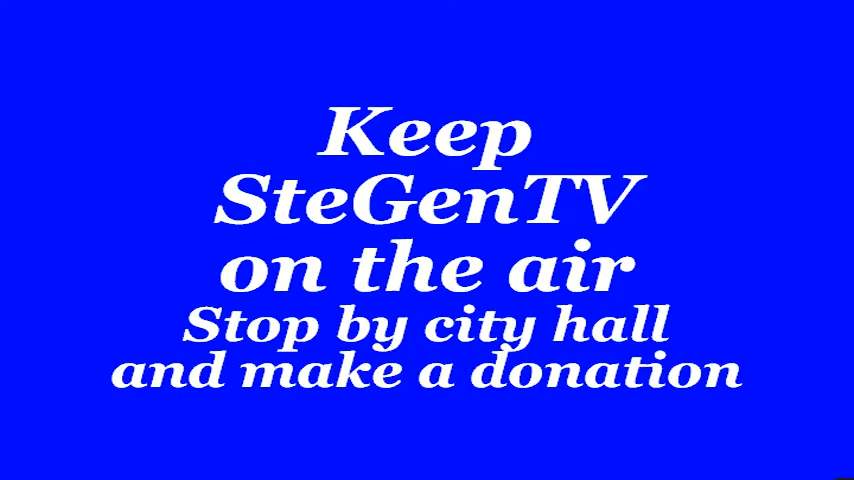 Keep
SteGenTV
on the air
Stop by city hall
and make a donation